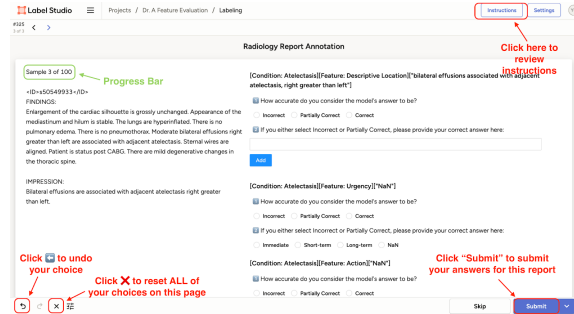 Label Studio
Projects / Dr. A Feature Evaluation / Labeling
Instructions
Settings
#325
3 of 3
Radiology Report Annotation
Click here to
review
instructions
Sample 3 of 100
Progress Bar
<ID>s50549933</ID>
FINDINGS:
Enlargement of the cardiac silhouette is grossly unchanged. Appearance of the
mediastinum and hilum is stable. The lungs are hyperinflated. There is no
pulmonary edema. There is no pneumothorax. Moderate bilateral effusions right
greater than left are associated with adjacent atelectasis. Sternal wires are
aligned. Patient is status post CABG. There are mild degenerative changes in
the thoracic spine.
IMPRESSION:
Bilateral effusions are associated with adjacent atelectasis right greater
than left.
[Condition: Atelectasis][Feature: Descriptive Location]["bilateral effusions associated with adjacent
atelectasis, right greater than left"]
1️⃣ How accurate do you consider the model's answer to be?
Incorrect Partially Correct Correct
2️⃣ If you either select Incorrect or Partially Correct, please provide your correct answer here:
Add
[Condition: Atelectasis][Feature: Urgency]["NaN"]
1️⃣ How accurate do you consider the model's answer to be?
Incorrect Partially Correct Correct
2️⃣ If you either select Incorrect or Partially Correct, please provide your correct answer here:
Immediate Short-term Long-term NaN
[Condition: Atelectasis][Feature: Action]["NaN"]
1️⃣ How accurate do you consider the model's answer to be?
Incorrect Partially Correct Correct
Click ⬅️ to undo
your choice
Click ❌ to reset ALL of
your choices on this page
Click “Submit” to submit
your answers for this report
Skip
Submit